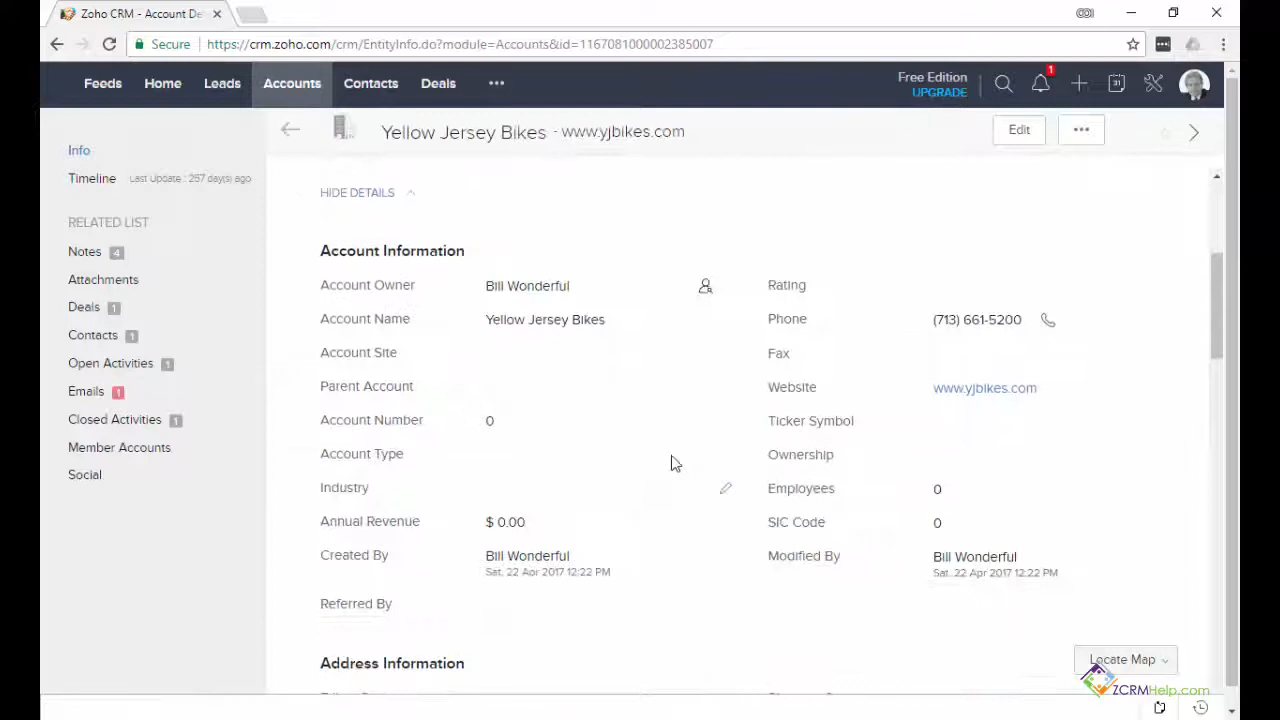 Zoho CRM - Account De
Secure
https://crm.zoho.com/crm/EntityInfo.do?module=Accounts&id=1167081000002385007
Feeds Home Leads Accounts Contacts Deals
Free Edition
UPGRADE
1
31
Yellow Jersey Bikes - www.yjbikes.com
Edit
Info
Timeline Last Update : 257 day(s) ago
RELATED LIST
Notes 4
Attachments
Deals 1
Contacts 1
Open Activities 1
Emails 1
Closed Activities 1
Member Accounts
Social
HIDE DETAILS
Account Information
Account Owner Bill Wonderful
Rating
Account Name Yellow Jersey Bikes
Phone (713) 661-5200
Account Site
Fax
Parent Account
Website www.yjbikes.com
Account Number 0
Ticker Symbol
Account Type
Ownership
Industry
Employees 0
Annual Revenue $ 0.00
SIC Code 0
Created By Bill Wonderful
Sat, 22 Apr 2017 12:22 PM
Modified By Bill Wonderful
Sat, 22 Apr 2017 12:22 PM
Referred By
Address Information
Locate Map
ZCRMHelp.com